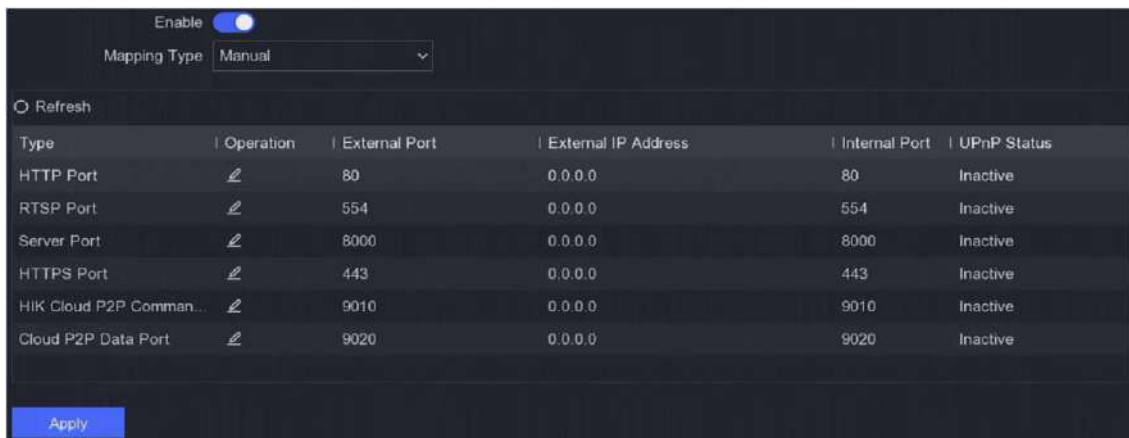 Enable
Mapping Type Manual
Refresh
Type Operation External Port External IP Address Internal Port UPnP Status
HTTP Port 80 0.0.0.0 80 Inactive
RTSP Port 554 0.0.0.0 554 Inactive
Server Port 8000 0.0.0.0 8000 Inactive
HTTPS Port 443 0.0.0.0 443 Inactive
HIK Cloud P2P Comman... 9010 0.0.0.0 9010 Inactive
Cloud P2P Data Port 9020 0.0.0.0 9020 Inactive
Apply